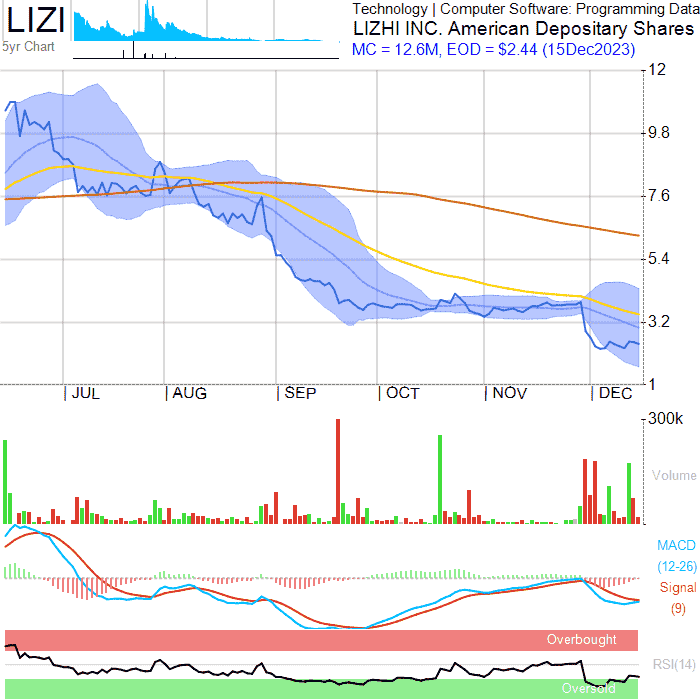 LIZI
5yr Chart
Technology | Computer Software: Programming Data
LIZHI INC. American Depositary Shares
MC = 12.6M, EOD = $2.44 (15Dec2023)
12
9.8
7.6
5.4
3.2
1
JUL
AUG
SEP
OCT
NOV
DEC
300k
Volume
MACD
(12-26)
Signal
(9)
Overbought
RSI(14)
Oversold